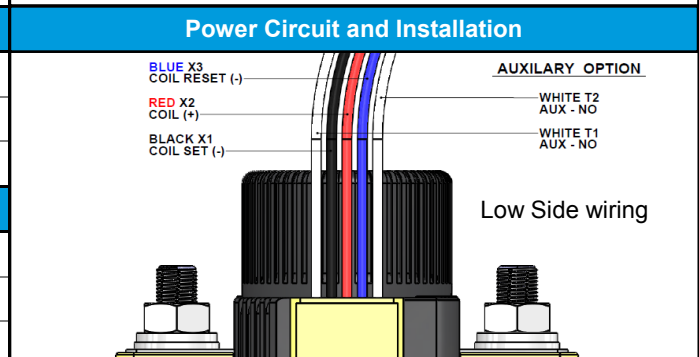 Power Circuit and Installation
BLUE X3
COIL RESET (-)
RED X2
COIL (+)
BLACK X1
COIL SET (-)
AUXILARY OPTION
WHITE T2
AUX - NO
WHITE T1
AUX - NO
Low Side wiring